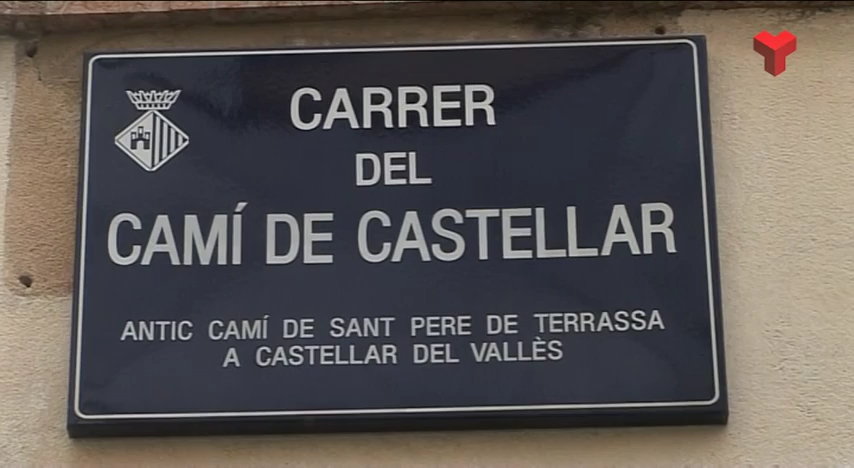 CARRER
DEL
CAMÍ DE CASTELLAR
ANTIC CAMÍ DE SANT PERE DE TERRASSA
A CASTELLAR DEL VALLÈS